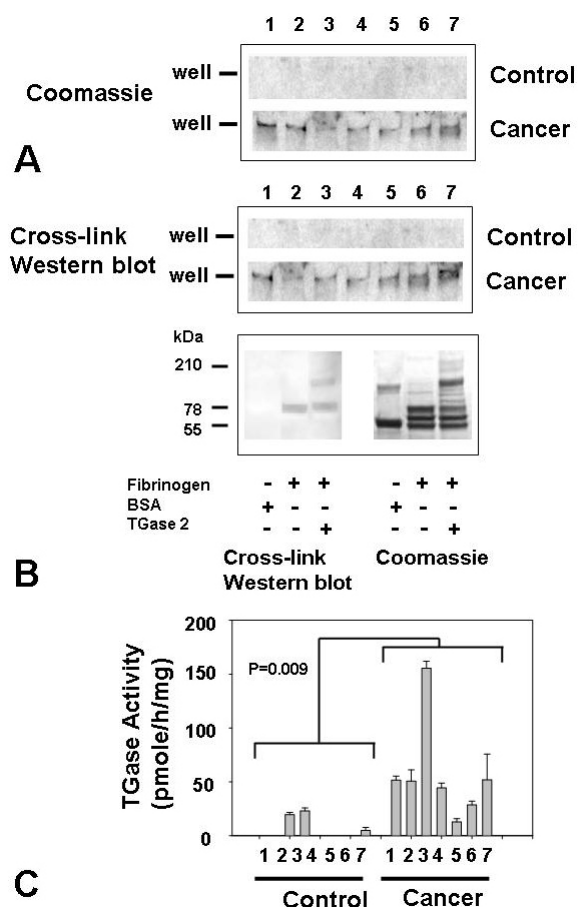 1 2 3 4 5 6 7
Coomassie
well
Control
well
Cancer
A
1 2 3 4 5 6 7
Cross-link
Western blot
well
Control
well
Cancer
kDa
210
78
55
Fibrinogen - + + - + +
BSA + - - + - -
TGase 2 - - + - - +
Cross-link
Western blot
Coomassie
B
TGase Activity
(pmole/h/mg)
200
150
100
50
0
P=0.009
1 2 3 4 5 6 7 1 2 3 4 5 6 7
Control Cancer
C